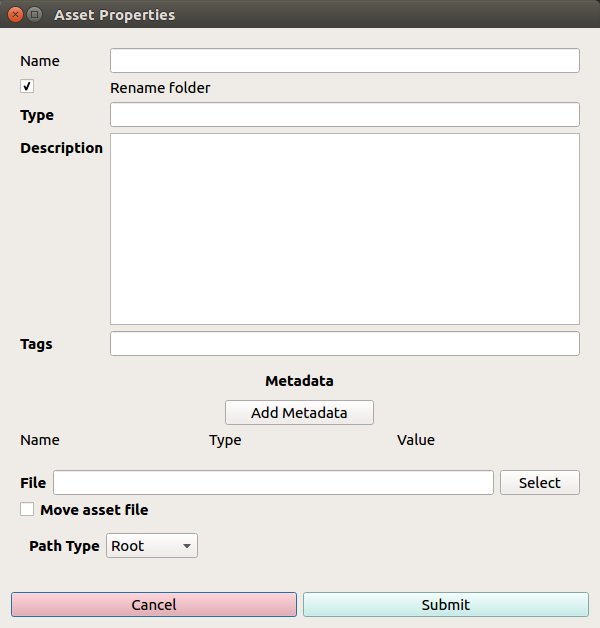 Asset Properties
Name
Rename folder
Type
Description
Tags
Metadata
Add Metadata
Name Type Value
File Select
Move asset file
Path Type Root
Cancel Submit